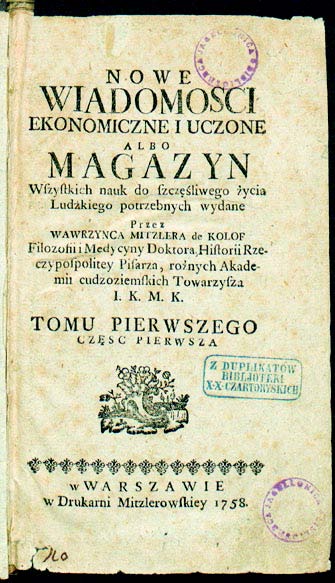 NOWE
WIADOMOSCI
EKONOMICZNE I UCZONE
ALBO
MAGAZYN
Wszystkich nauk do szczęśliwego życia
Ludzkiego potrzebnych wydane
Przez
WAWRZYNCA MITZLERA de KOLOF
Filozofii i Medycyny Doktora, Historii Rze-
czypospolitey Pisarza, rożnych Akade-
mii cudzoziemskich Towarzysza
I. K. M. K.
TOMU PIERWSZEGO
CZĘSC PIERWSZA
Z DUPLIKATÓW
BIBLJOTEKI
X·X·CZARTORYSKICH
w WARSZAWIE
w Drukarni Mitzlerowskiey 1758.